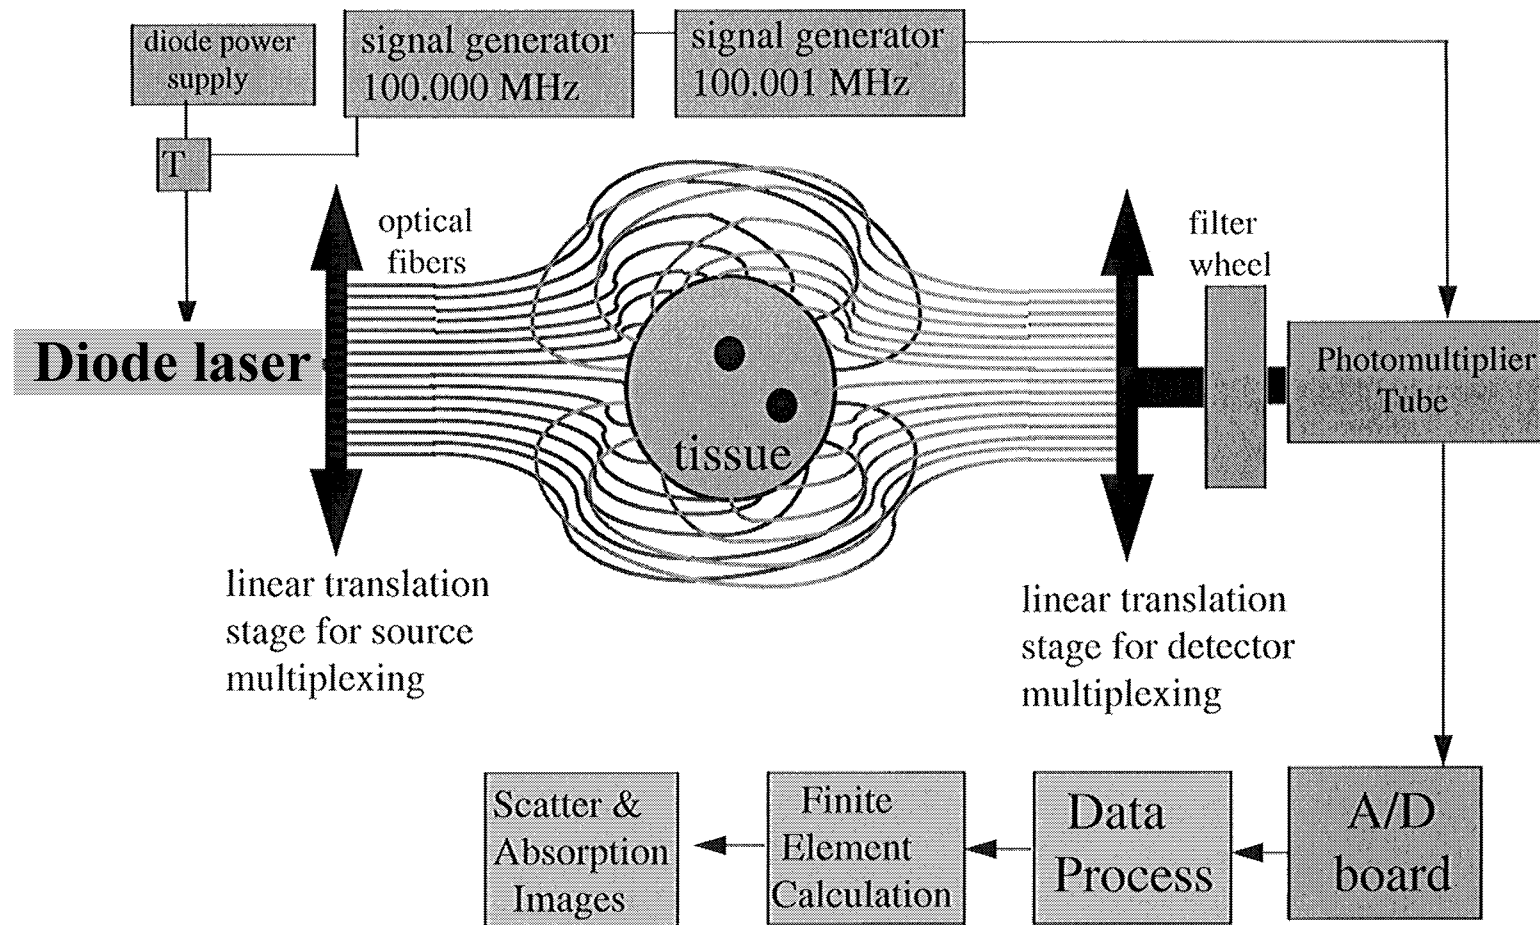 diode power
supply
signal generator
100.000 MHz
signal generator
100.001 MHz
T
optical
fibers
filter
wheel
Diode laser
Photomultiplier
Tube
tissue
linear translation
stage for source
multiplexing
linear translation
stage for detector
multiplexing
Scatter &
Absorption
Images
Finite
Element
Calculation
Data
Process
A/D
board